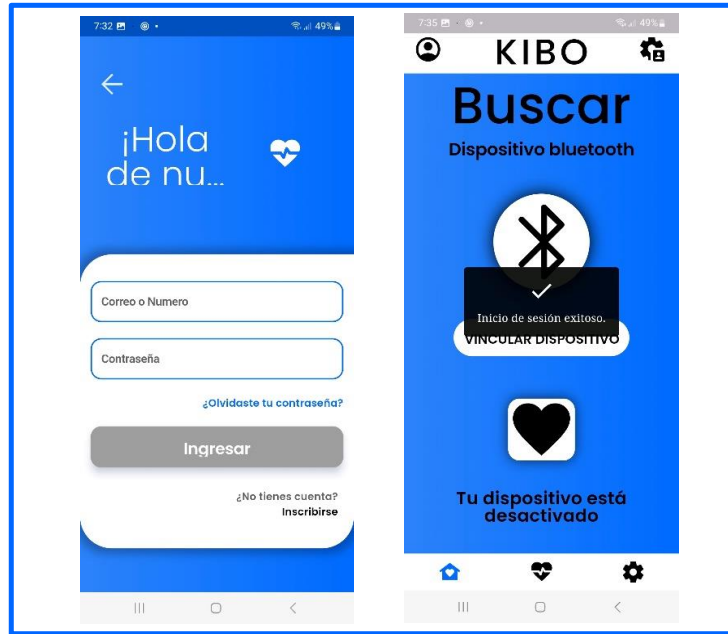 7:32
49%
¡Hola
de nu...
Correo o Numero
Contraseña
¿Olvidaste tu contraseña?
Ingresar
¿No tienes cuenta?
Inscribirse
7:35
49%
KIBO
Buscar
Dispositivo bluetooth
Inicio de sesión exitoso.
VINCULAR DISPOSITIVO
Tu dispositivo está
desactivado